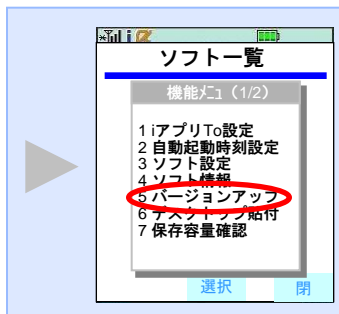 ソフト一覧
機能ﾒﾆｭ（1/2）
1 iアプリTo設定
2 自動起動時刻設定
3 ソフト設定
4 ソフト情報
5 バージョンアップ
6 デスクトップ貼付
7 保存容量確認
選択
閉